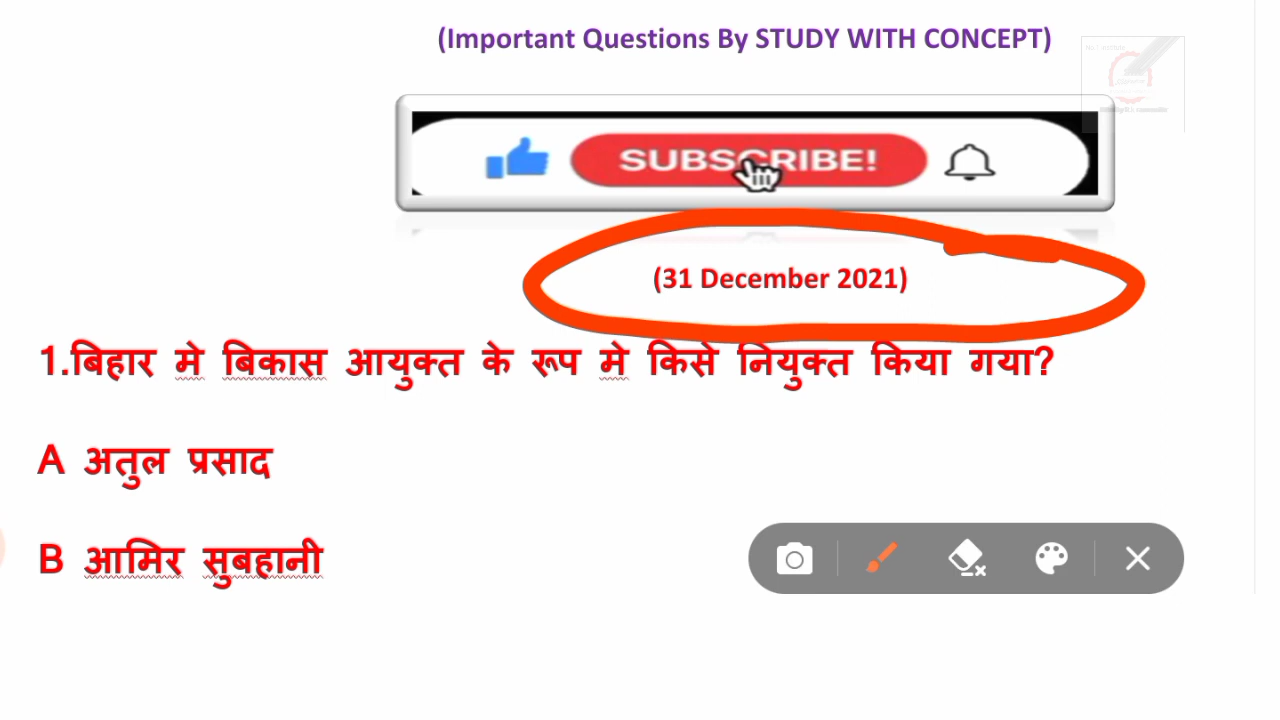 (Important Questions By STUDY WITH CONCEPT)
SUBSCRIBE!
(31 December 2021)
1.बिहार मे बिकास आयुक्त के रूप मे किसे नियुक्त किया गया?
A अतुल प्रसाद
B आमिर सुबहानी